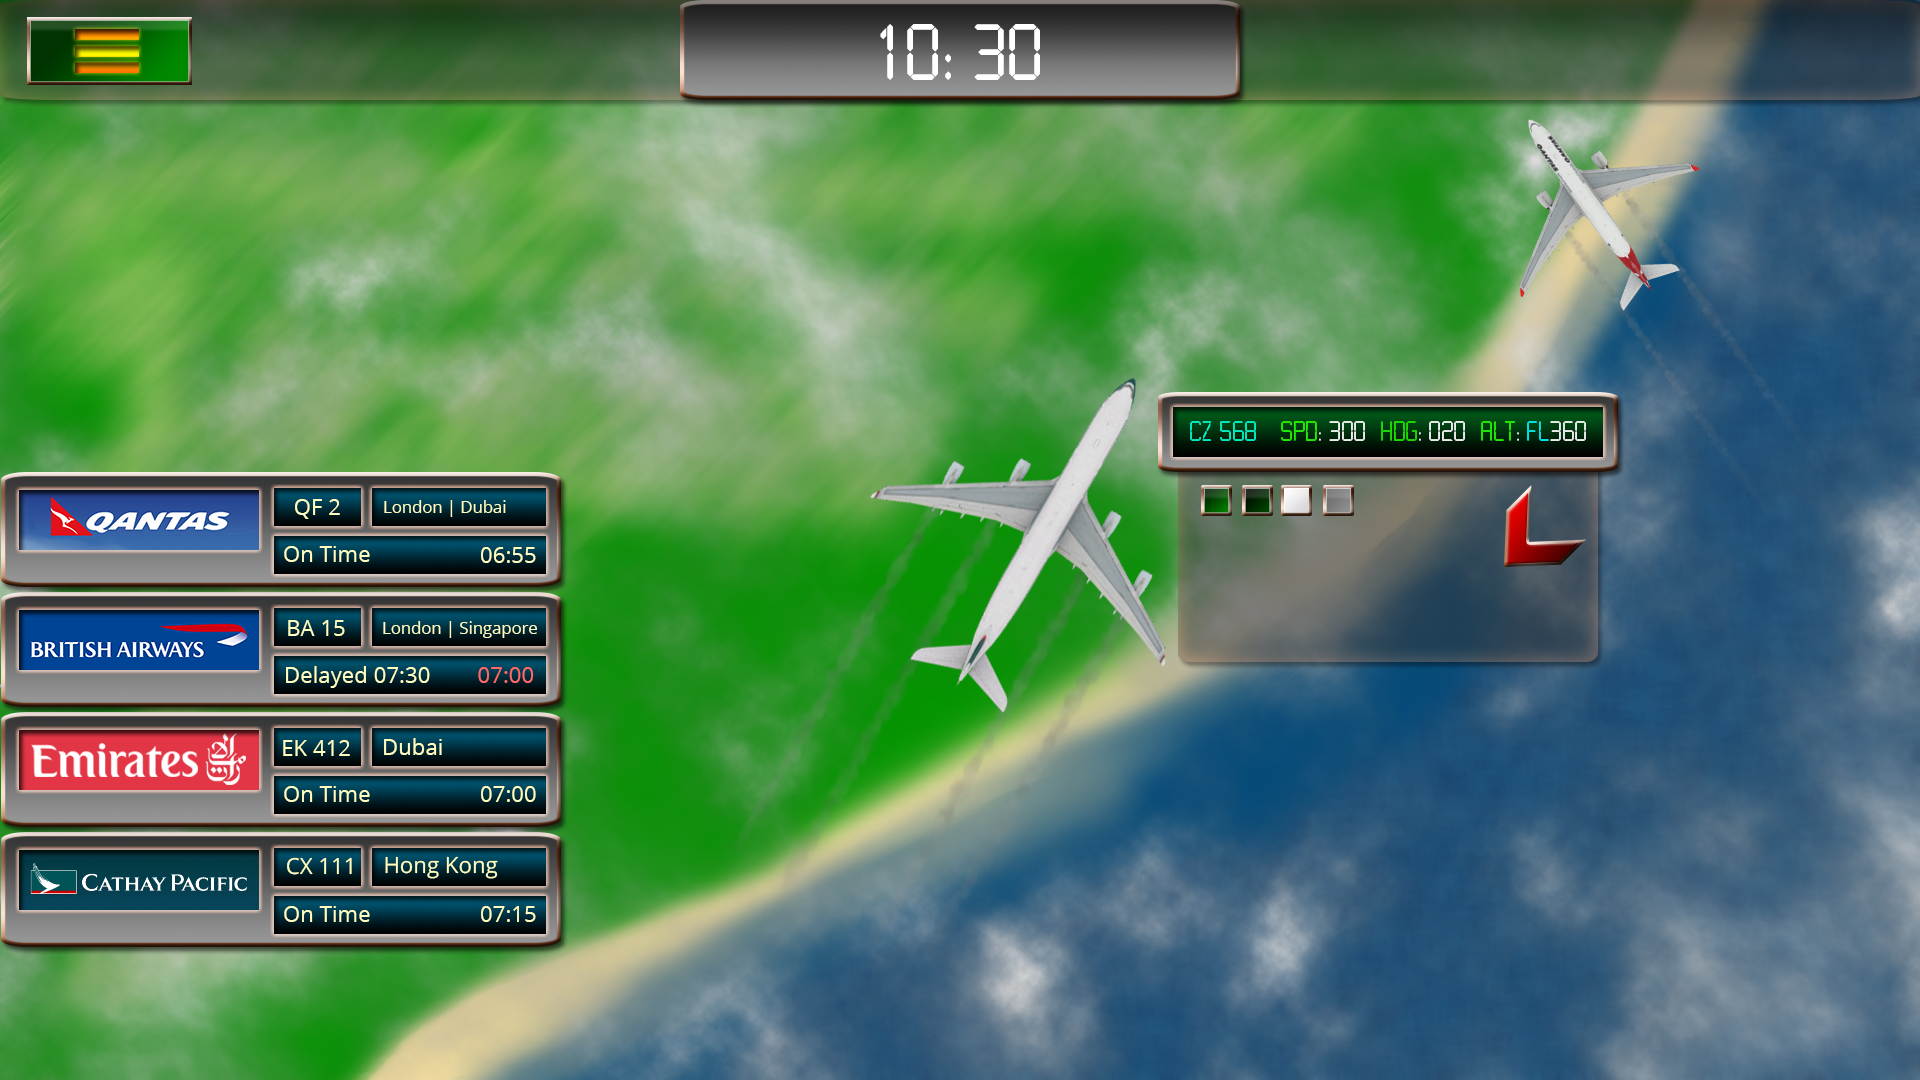 10: 30
QANTAS
CZ 568 SPD: 300 HDG: 020 ALT: FL360
QANTAS QF 2 London | Dubai
On Time 06:55
BRITISH AIRWAYS BA 15 London | Singapore
Delayed 07:30 07:00
Emirates EK 412 Dubai
On Time 07:00
CATHAY PACIFIC CX 111 Hong Kong
On Time 07:15